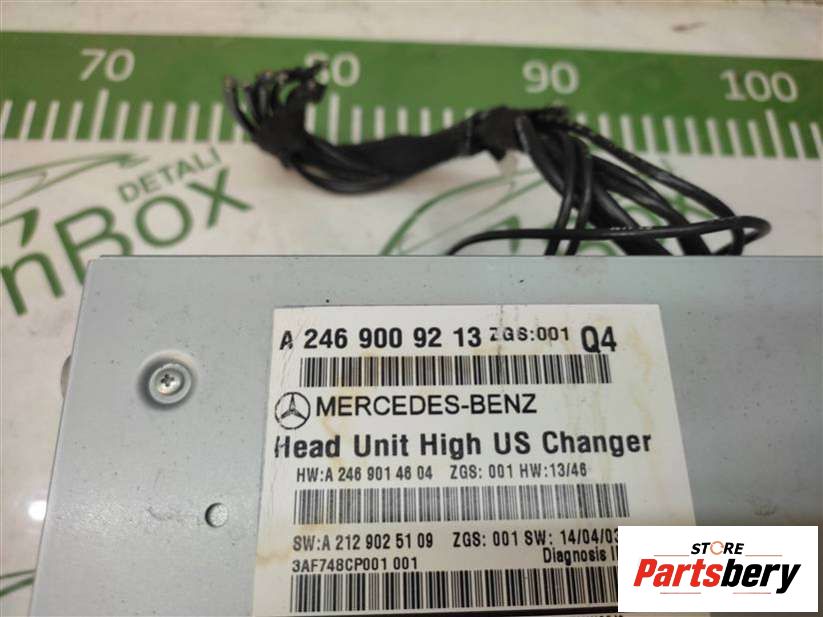 70 80 90 100
DETALI
nBox
A 246 900 92 13 ZGS:001 Q4
MERCEDES-BENZ
Head Unit High US Changer
HW:A 246 901 46 04 ZGS: 001 HW:13/46
SW:A 212 902 51 09 ZGS: 001 SW: 14/04/03
3AF748CP001 001 Diagnosis
STORE
Partsbery